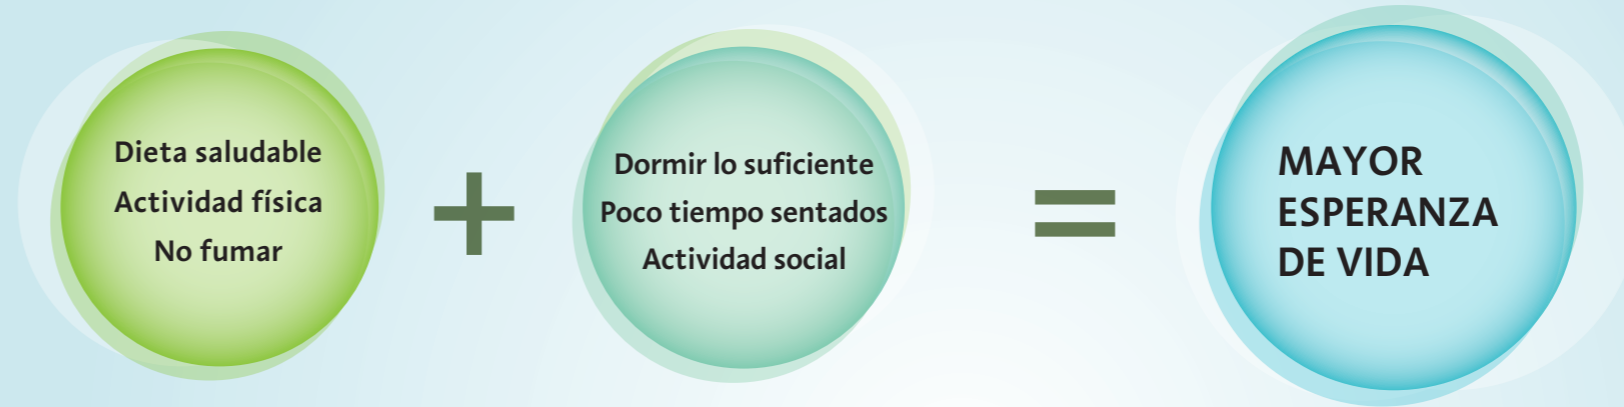 Dieta saludable
Actividad física
No fumar
+
Dormir lo suficiente
Poco tiempo sentados
Actividad social
=
MAYOR
ESPERANZA
DE VIDA